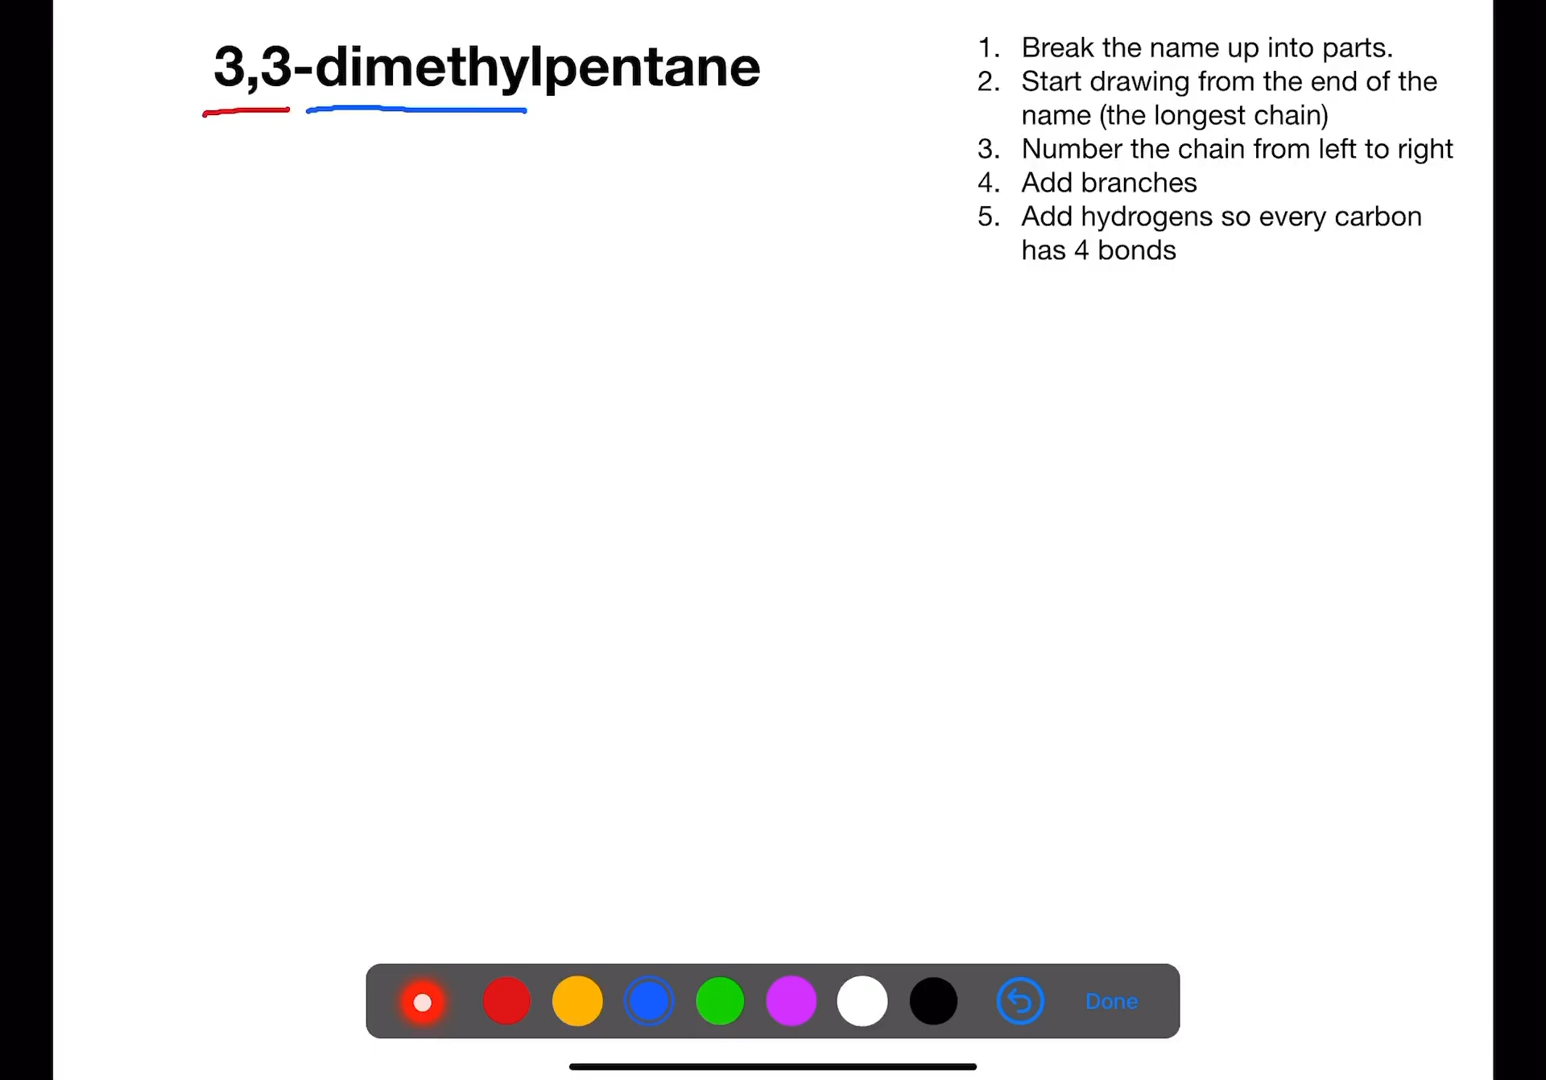 3,3-dimethylpentane
1. Break the name up into parts.
2. Start drawing from the end of the
name (the longest chain)
3. Number the chain from left to right
4. Add branches
5. Add hydrogens so every carbon
has 4 bonds
Done